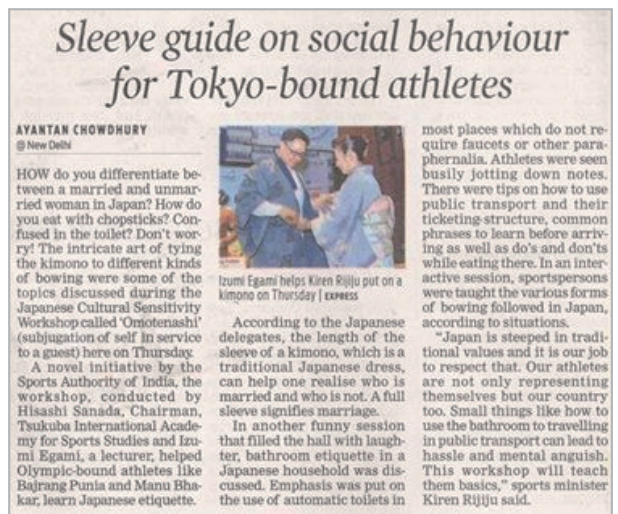 Sleeve guide on social behaviour
for Tokyo-bound athletes
AYANTAN CHOWDHURY
@ New Delhi
HOW do you differentiate be-
tween a married and unmar-
ried woman in Japan? How do
you eat with chopsticks? Con-
fused in the toilet? Don't wor-
ry! The intricate art of tying
the kimono to different kinds
of bowing were some of the
topics discussed during the
Japanese Cultural Sensitivity
Workshop called 'Omotenashi'
(subjugation of self in service
to a guest) here on Thursday.
A novel initiative by the
Sports Authority of India, the
workshop, conducted by
Hisashi Sanada, Chairman,
Tsukuba International Acade-
my for Sports Studies and Izu-
mi Egami, a lecturer, helped
Olympic-bound athletes like
Bajrang Punia and Manu Bha-
kar, learn Japanese etiquette.
Izumi Egami helps Kiren Rijiju put on a
kimono on Thursday | EXPRESS
According to the Japanese
delegates, the length of the
sleeve of a kimono, which is a
traditional Japanese dress,
can help one realise who is
married and who is not. A full
sleeve signifies marriage.
In another funny session
that filled the hall with laugh-
ter, bathroom etiquette in a
Japanese household was dis-
cussed. Emphasis was put on
the use of automatic toilets in
most places which do not re-
quire faucets or other para-
phernalia. Athletes were seen
busily jotting down notes.
There were tips on how to use
public transport and their
ticketing-structure, common
phrases to learn before arriv-
ing as well as do's and don'ts
while eating there. In an inter-
active session, sportspersons
were taught the various forms
of bowing followed in Japan,
according to situations.
"Japan is steeped in tradi-
tional values and it is our job
to respect that. Our athletes
are not only representing
themselves but our country
too. Small things like how to
use the bathroom to travelling
in public transport can lead to
hassle and mental anguish.
This workshop will teach
them basics," sports minister
Kiren Rijiju said.